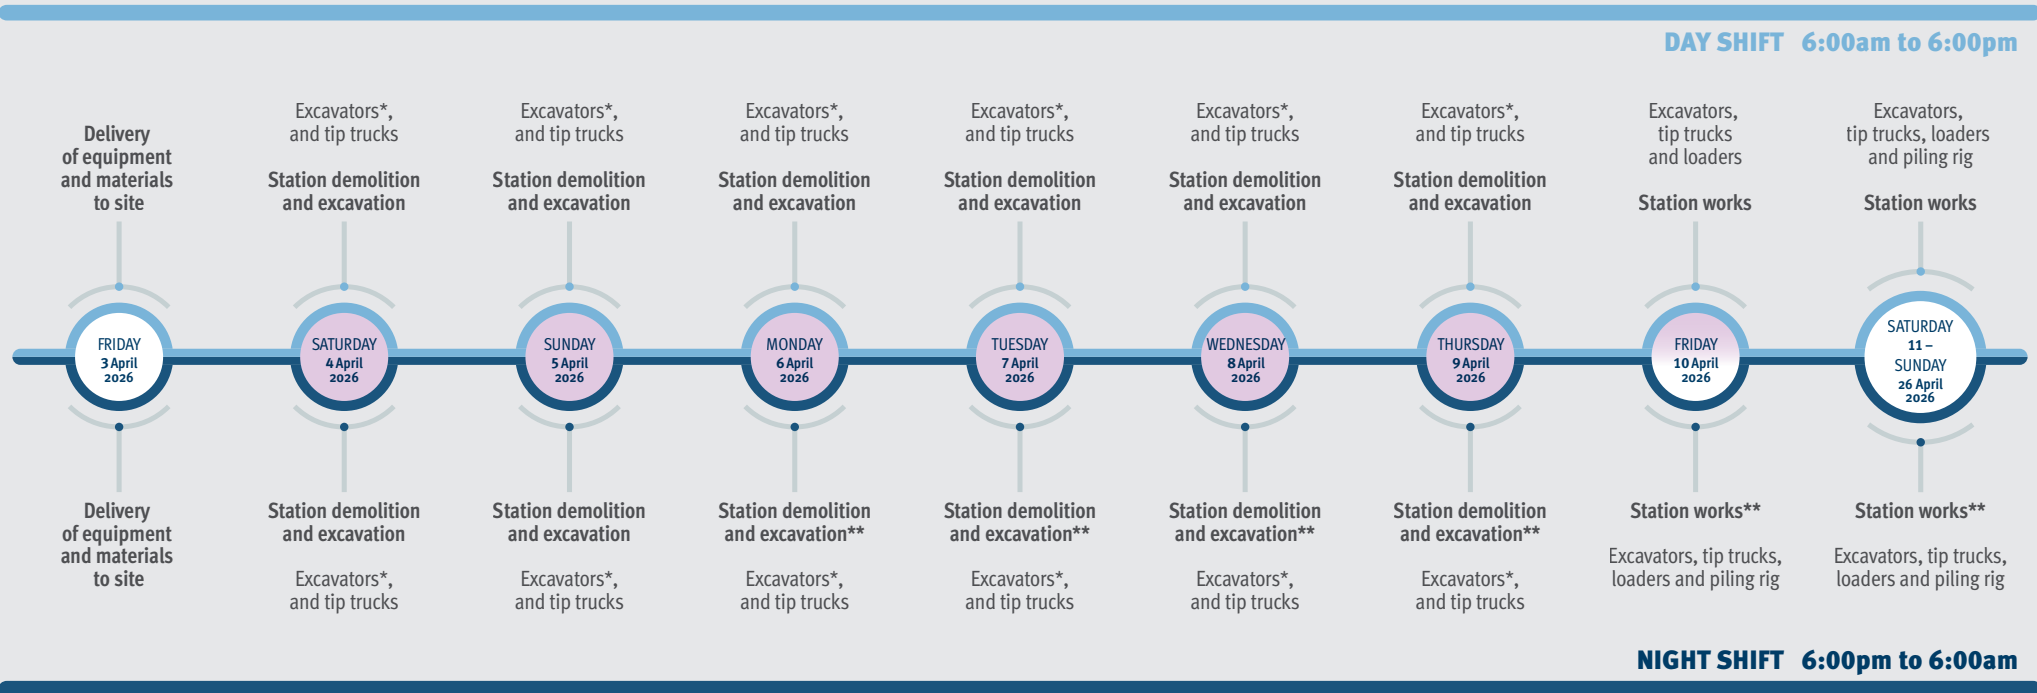 DAY SHIFT 6:00am to 6:00pm
Delivery
of equipment
and materials
to site
Excavators*,
and tip trucks
Station demolition
and excavation
Excavators*,
and tip trucks
Station demolition
and excavation
Excavators*,
and tip trucks
Station demolition
and excavation
Excavators*,
and tip trucks
Station demolition
and excavation
Excavators*,
and tip trucks
Station demolition
and excavation
Excavators*,
and tip trucks
Station demolition
and excavation
Excavators,
tip trucks
and loaders
Station works
Excavators,
tip trucks, loaders
and piling rig
Station works
FRIDAY
3 April
2026
SATURDAY
4 April
2026
SUNDAY
5 April
2026
MONDAY
6 April
2026
TUESDAY
7 April
2026
WEDNESDAY
8 April
2026
THURSDAY
9 April
2026
FRIDAY
10 April
2026
SATURDAY
11 –
SUNDAY
26 April
2026
Delivery
of equipment
and materials
to site
Station demolition
and excavation
Excavators*,
and tip trucks
Station demolition
and excavation
Excavators*,
and tip trucks
Station demolition
and excavation**
Excavators*,
and tip trucks
Station demolition
and excavation**
Excavators*,
and tip trucks
Station demolition
and excavation**
Excavators*,
and tip trucks
Station demolition
and excavation**
Excavators*,
and tip trucks
Station works**
Excavators, tip trucks,
loaders and piling rig
Station works**
Excavators, tip trucks,
loaders and piling rig
NIGHT SHIFT 6:00pm to 6:00am